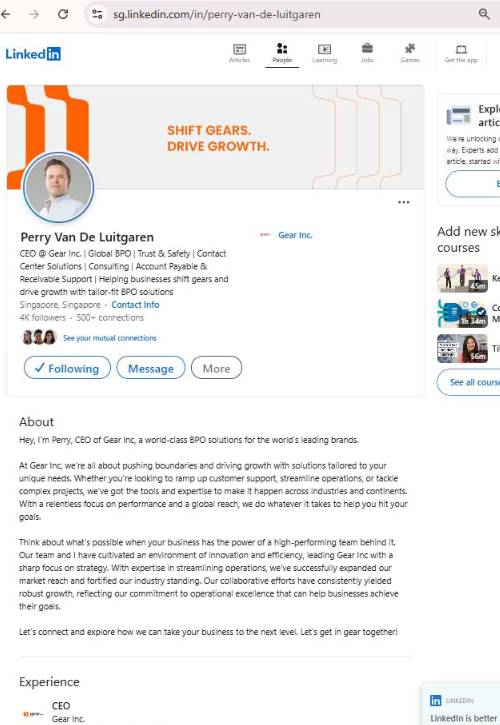 sg.linkedin.com/in/perry-van-de-luitgaren
Linked in
Articles
People
Learning
Jobs
Games
Get the app
SHIFT GEARS.
DRIVE GROWTH.
Perry Van De Luitgaren
Gear Inc.
CEO @ Gear Inc. | Global BPO | Trust & Safety | Contact
Center Solutions | Consulting | Account Payable &
Receivable Support | Helping businesses shift gears and
drive growth with tailor-fit BPO solutions
Singapore, Singapore · Contact Info
4K followers · 500+ connections
See your mutual connections
✓ Following
Message
More
About
Hey, I'm Perry, CEO of Gear Inc, a world-class BPO solutions for the world's leading brands.
At Gear Inc, we're all about pushing boundaries and driving growth with solutions tailored to your
unique needs. Whether you're looking to ramp up customer support, streamline operations, or tackle
complex projects, we've got the tools and expertise to make it happen across industries and continents.
With a relentless focus on performance and a global reach, we do whatever it takes to help you hit your
goals.
Think about what's possible when your business has the power of a high-performing team behind it.
Our team and I have cultivated an environment of innovation and efficiency, leading Gear Inc with a
sharp focus on strategy. With expertise in streamlining operations, we've successfully expanded our
market reach and fortified our industry standing. Our collaborative efforts have consistently yielded
robust growth, reflecting our commitment to operational excellence that can help businesses achieve
their goals.
Let's connect and explore how we can take your business to the next level. Let's get in gear together!
Experience
CEO
Gear Inc.
Expl
artic
We're unlocking
way. Experts add
article, started wi
E
Add new sk
courses
45m
Ke
1h 34m
Co
M
56m
Ti
See all course
LINKEDIN
LinkedIn is better